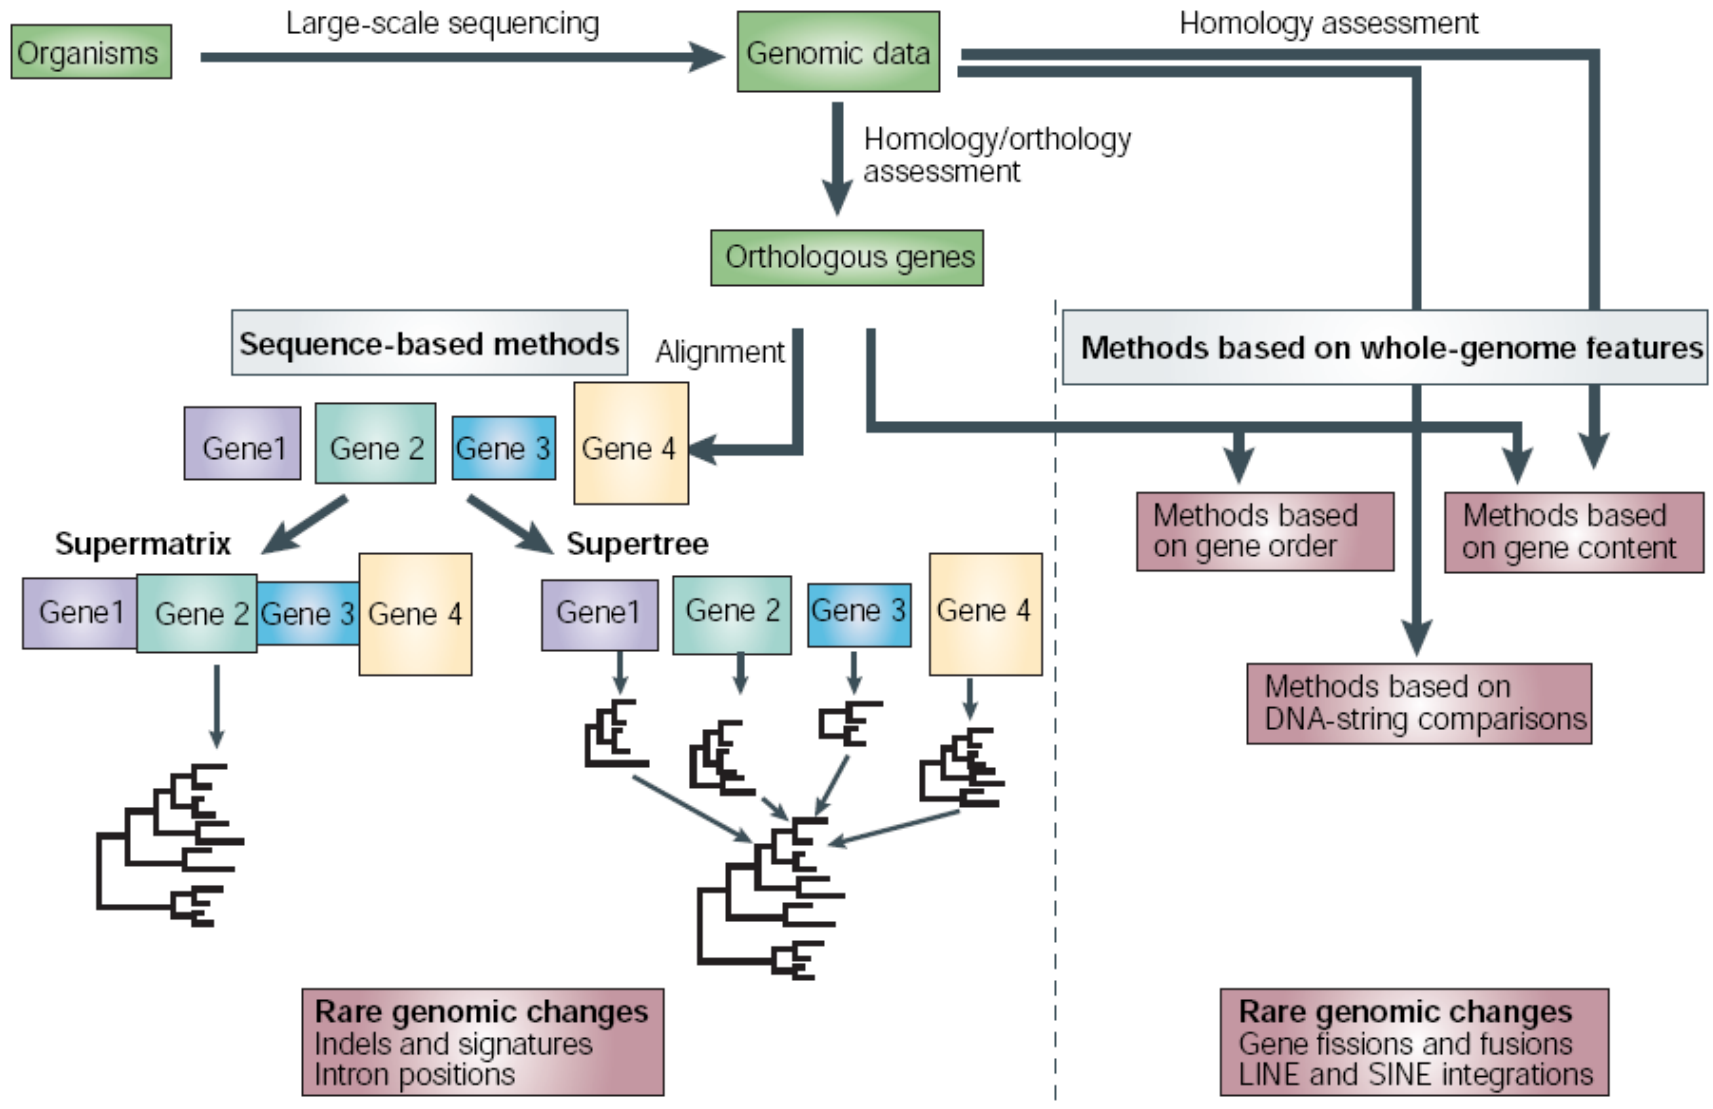 Organisms
Large-scale sequencing
Genomic data
Homology assessment
Homology/orthology
assessment
Orthologous genes
Sequence-based methods
Alignment
Methods based on whole-genome features
Gene1
Gene 2
Gene 3
Gene 4
Supermatrix
Supertree
Gene1
Gene 2
Gene 3
Gene 4
Gene1
Gene 2
Gene 3
Gene 4
Methods based
on gene order
Methods based
on gene content
Methods based on
DNA-string comparisons
Rare genomic changes
Indels and signatures
Intron positions
Rare genomic changes
Gene fissions and fusions
LINE and SINE integrations